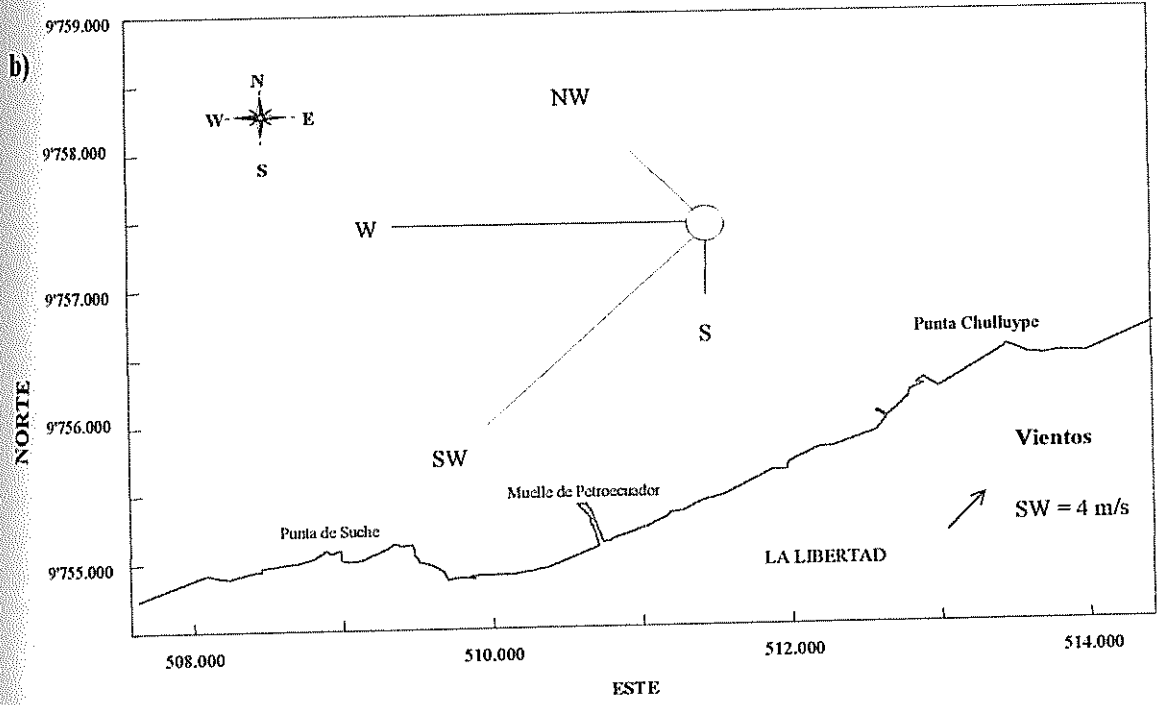 b)
9'759.000
9'758.000
9'757.000
9'756.000
9'755.000
NORTE
N
W
E
S
NW
W
S
SW
Punta Chulluype
Vientos
SW = 4 m/s
Muelle de Petroecuador
Punta de Suche
LA LIBERTAD
508.000
510.000
512.000
514.000
ESTE